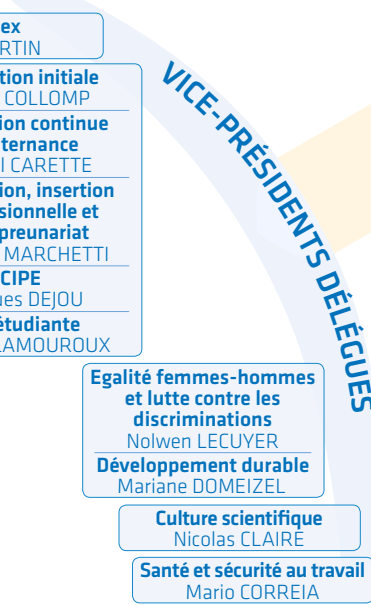 ex
RTIN
tion initiale
COLLOMP
ion continue
ternance
l CARETTE
ion, insertion
sionnelle et
preunariat
MARCHETTI
CIPE
ues DEJOU
étudiante
LAMOUROUX
VICE-PRÉSIDENTS DÉLÉGUÉS
Egalité femmes-hommes
et lutte contre les
discriminations
Nolwen LECUYER
Développement durable
Mariane DOMEIZEL
Culture scientifique
Nicolas CLAIRE
Santé et sécurité au travail
Mario CORREIA